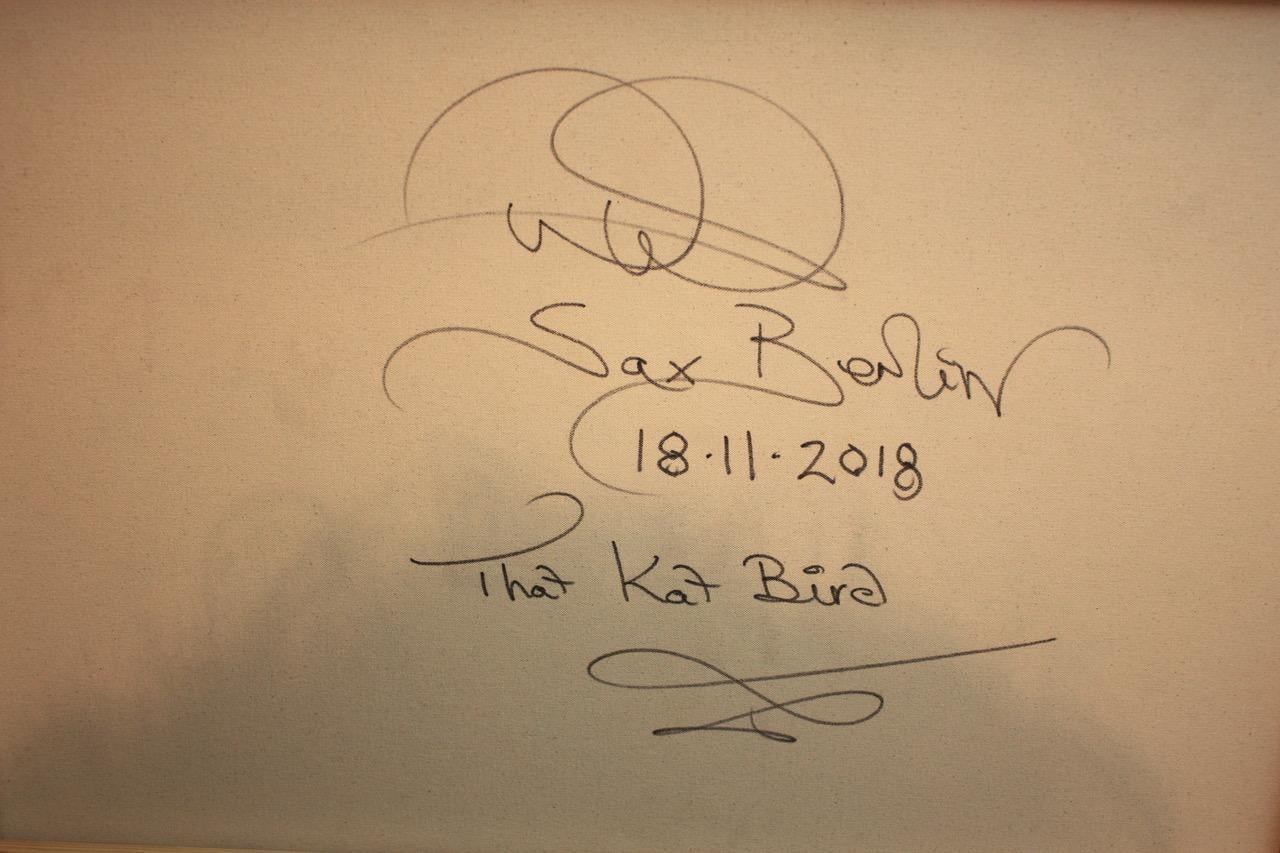 Sax Berlin
18.11.2018
That Kat Bird